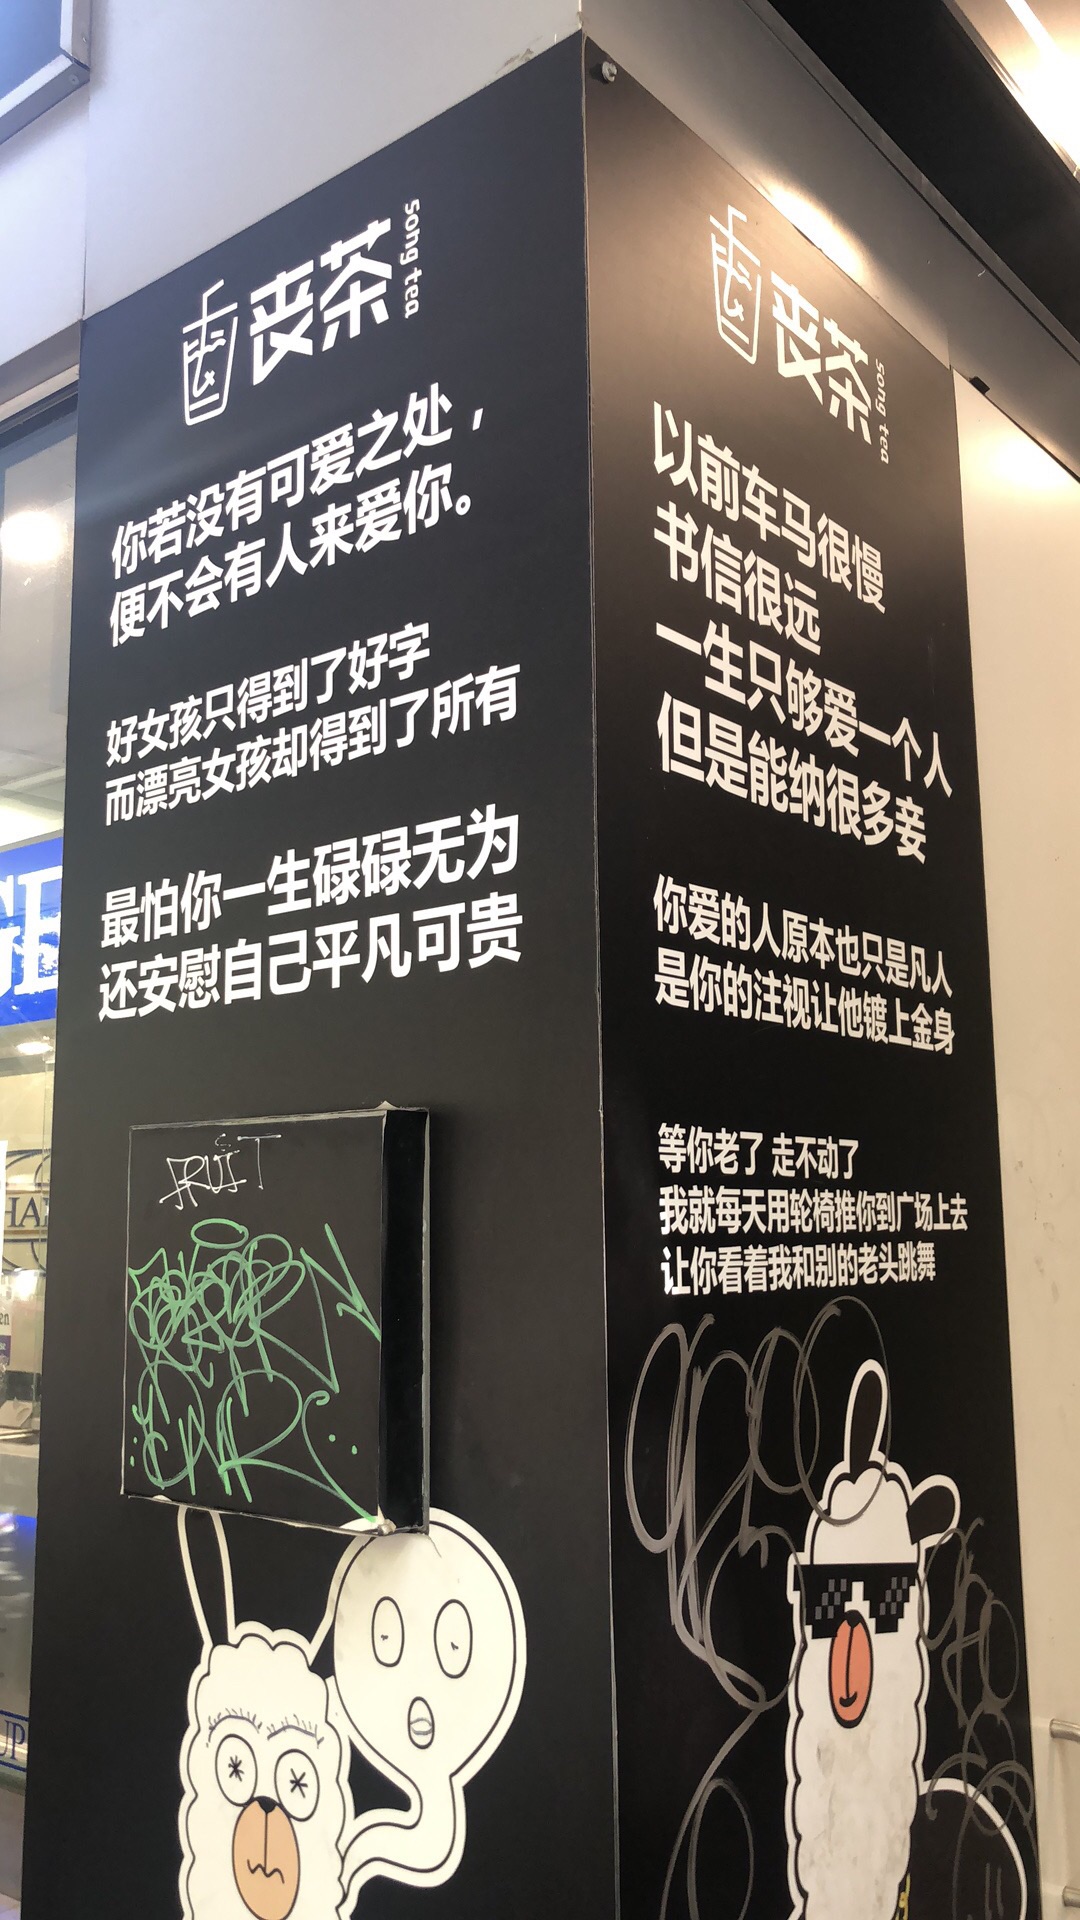 丧茶
song tea
你若没有可爱之处，
便不会有人来爱你。
好女孩只得到了好字
而漂亮女孩却得到了所有
最怕你一生碌碌无为
还安慰自己平凡可贵
FRUIT
丧茶
song tea
以前车马很慢
书信很远
一生只够爱一个人
但是能纳很多妾
你爱的人原本也只是凡人
是你的注视让他镀上金身
等你老了 走不动了
我就每天用轮椅推你到广场上去
让你看着我和别的老头跳舞